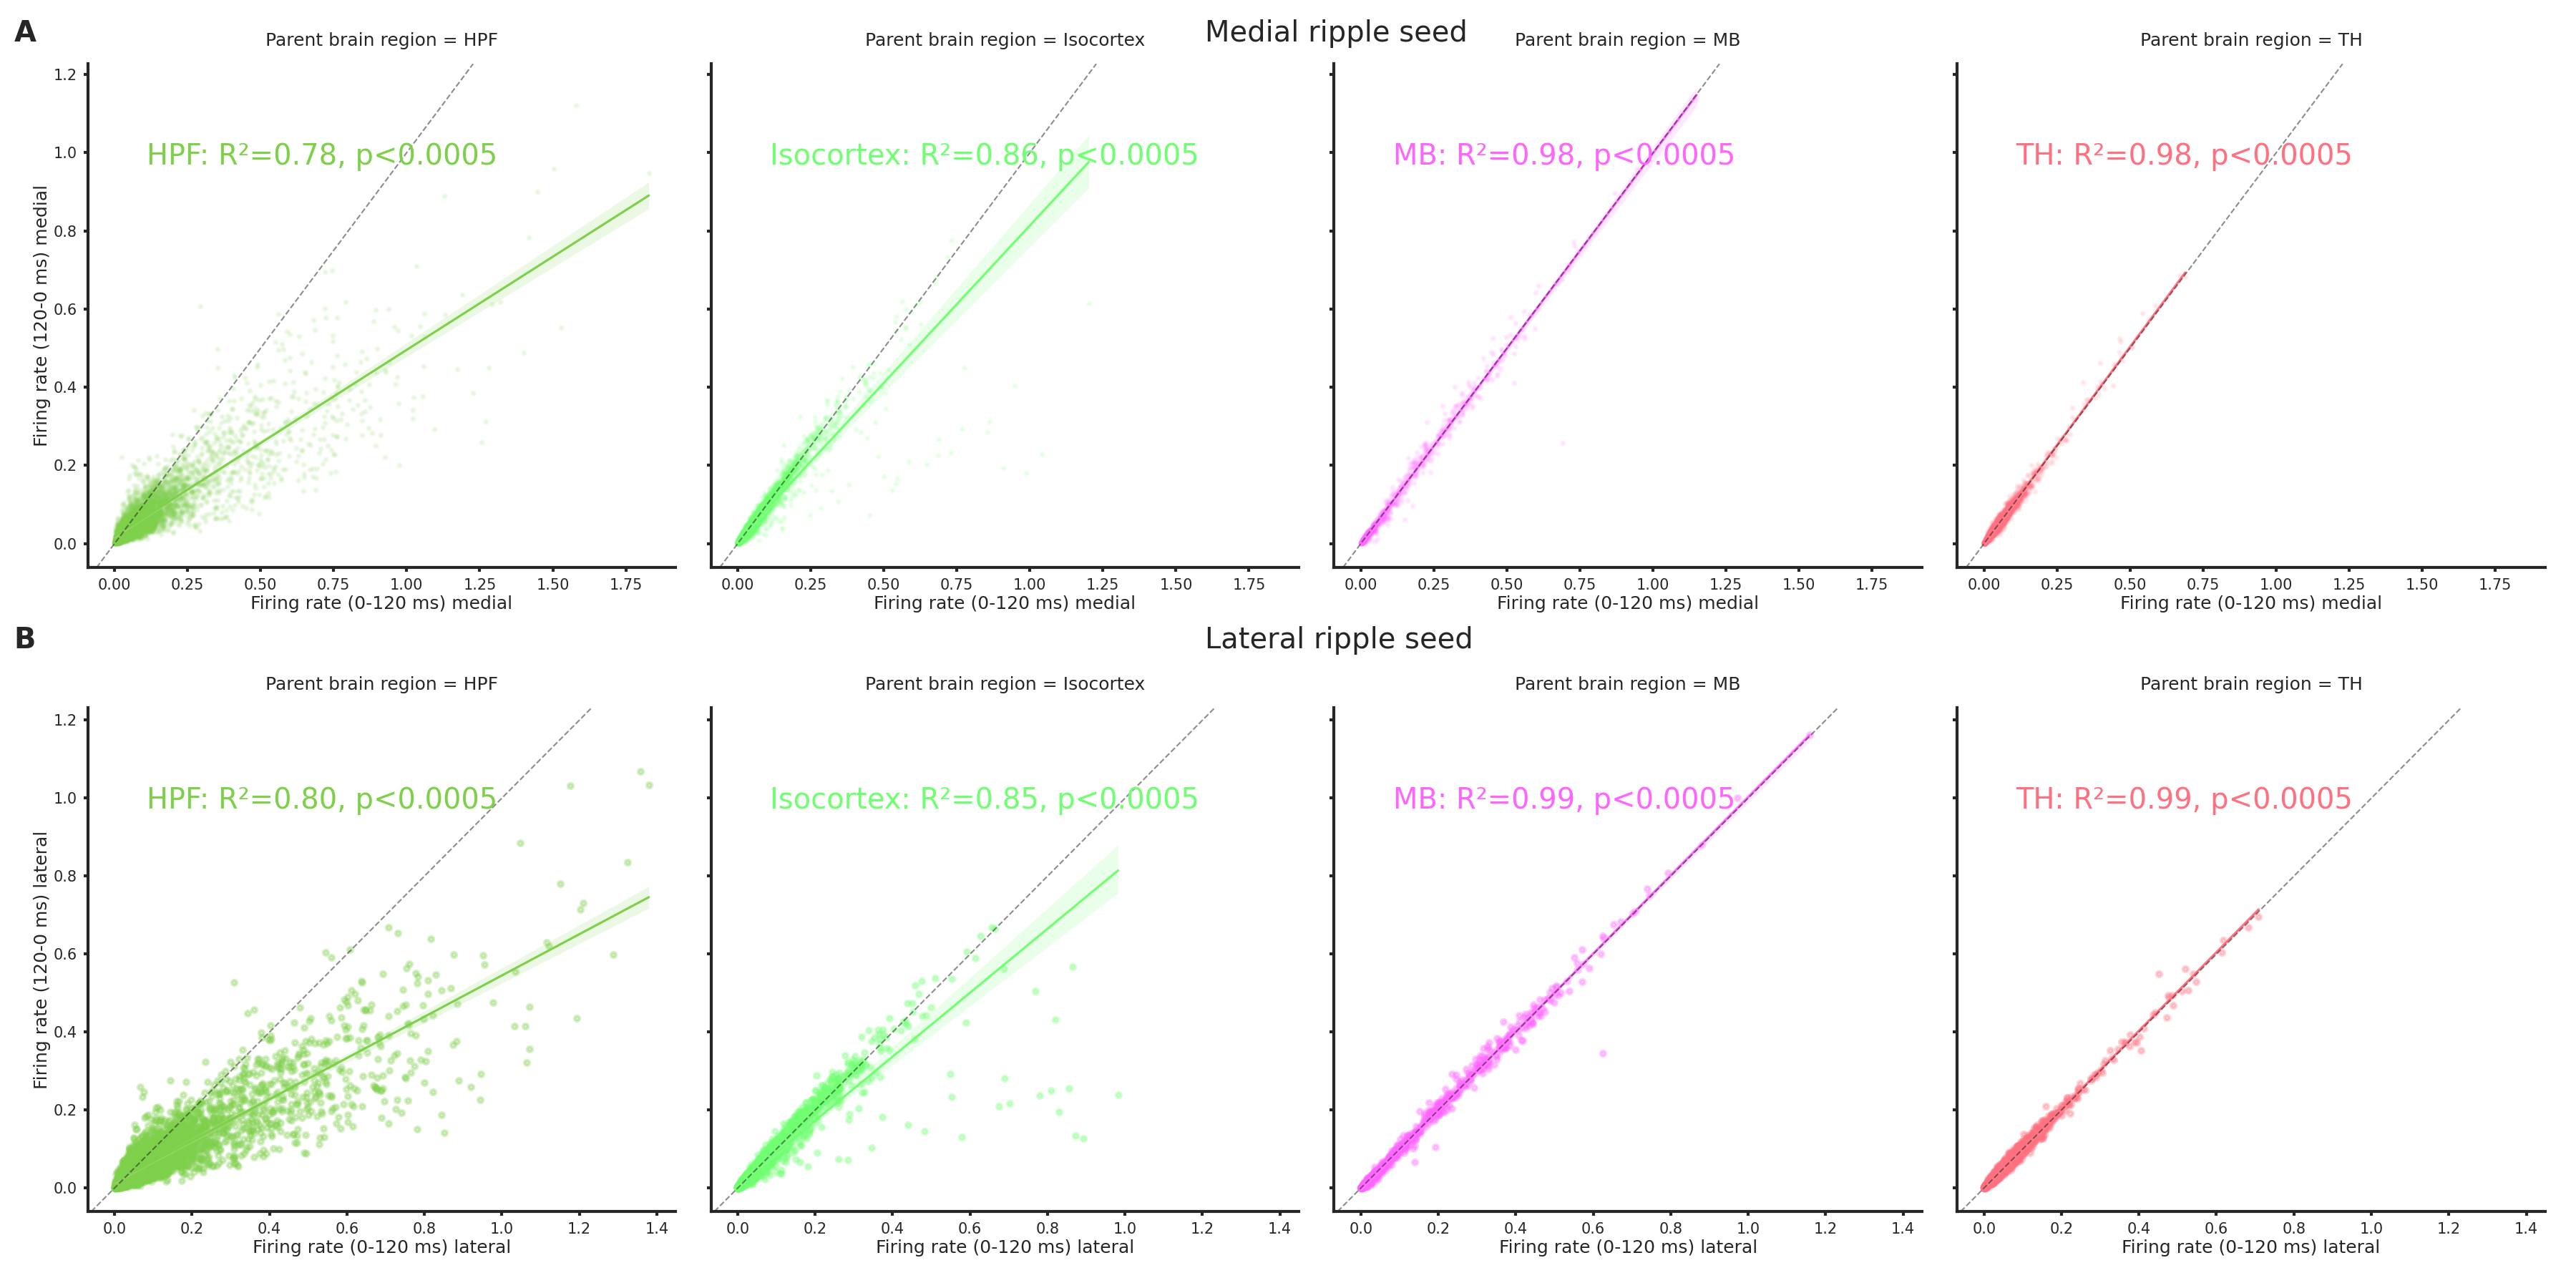 A
Medial ripple seed
Parent brain region = HPF
Parent brain region = Isocortex
Parent brain region = MB
Parent brain region = TH
Firing rate (120-0 ms) medial
1.2
1.0
0.8
0.6
0.4
0.2
0.0
HPF: R²=0.78, p<0.0005
Isocortex: R²=0.86, p<0.0005
MB: R²=0.98, p<0.0005
TH: R²=0.98, p<0.0005
0.00 0.25 0.50 0.75 1.00 1.25 1.50 1.75
0.00 0.25 0.50 0.75 1.00 1.25 1.50 1.75
0.00 0.25 0.50 0.75 1.00 1.25 1.50 1.75
0.00 0.25 0.50 0.75 1.00 1.25 1.50 1.75
Firing rate (0-120 ms) medial
Firing rate (0-120 ms) medial
Firing rate (0-120 ms) medial
Firing rate (0-120 ms) medial
B
Lateral ripple seed
Parent brain region = HPF
Parent brain region = Isocortex
Parent brain region = MB
Parent brain region = TH
Firing rate (120-0 ms) lateral
1.2
1.0
0.8
0.6
0.4
0.2
0.0
HPF: R²=0.80, p<0.0005
Isocortex: R²=0.85, p<0.0005
MB: R²=0.99, p<0.0005
TH: R²=0.99, p<0.0005
0.0 0.2 0.4 0.6 0.8 1.0 1.2 1.4
0.0 0.2 0.4 0.6 0.8 1.0 1.2 1.4
0.0 0.2 0.4 0.6 0.8 1.0 1.2 1.4
0.0 0.2 0.4 0.6 0.8 1.0 1.2 1.4
Firing rate (0-120 ms) lateral
Firing rate (0-120 ms) lateral
Firing rate (0-120 ms) lateral
Firing rate (0-120 ms) lateral